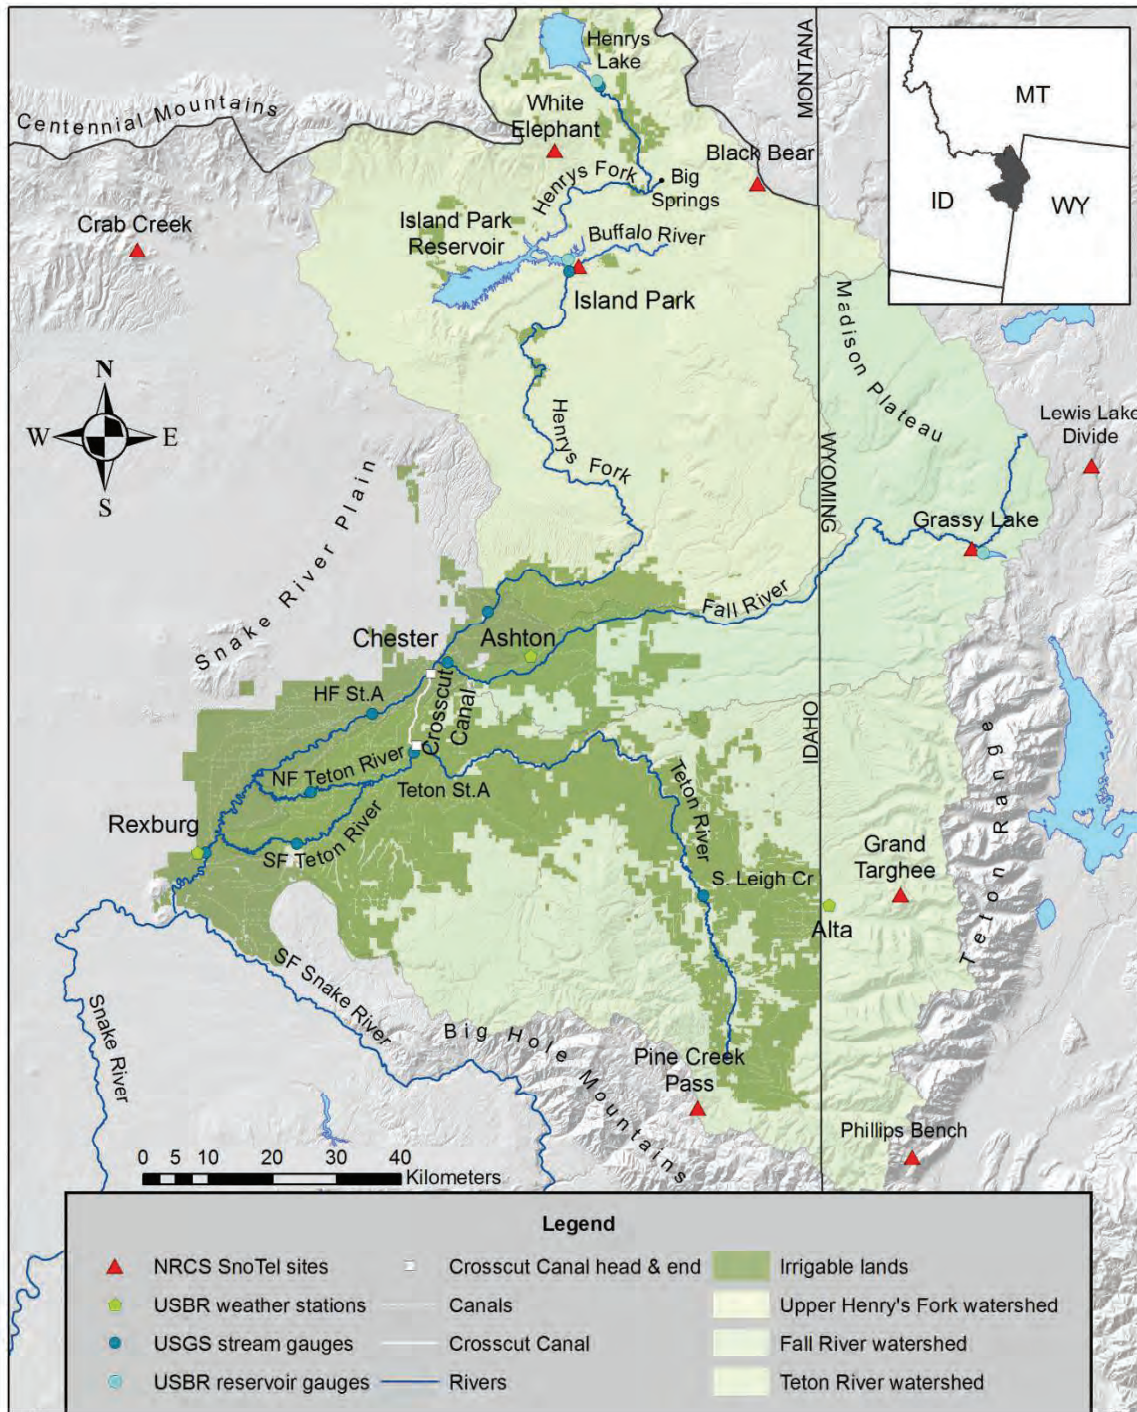 Henrys
Lake
MONTANA
MT
ID
WY
Centennial Mountains
White
Elephant
Black Bear
Henrys Fork
Big
Springs
Crab Creek
Island Park
Reservoir
Buffalo River
Island Park
Madison Plateau
N
W
E
S
Lewis Lake
Divide
Henrys Fork
WYOMING
Grassy Lake
Snake River Plain
Fall River
Chester
Ashton
HF St.A
Crosscut
Canal
IDAHO
NF Teton River
Teton St.A
Teton River
Teton Range
Rexburg
SF Teton River
Grand
Targhee
S. Leigh Cr
Alta
SF Snake River
Snake River
Big Hole Mountains
Pine Creek
Pass
Phillips Bench
0 5 10 20 30 40
Kilometers
Legend
NRCS SnoTel sites
USBR weather stations
USGS stream gauges
USBR reservoir gauges
Crosscut Canal head & end
Canals
Crosscut Canal
Rivers
Irrigable lands
Upper Henry's Fork watershed
Fall River watershed
Teton River watershed